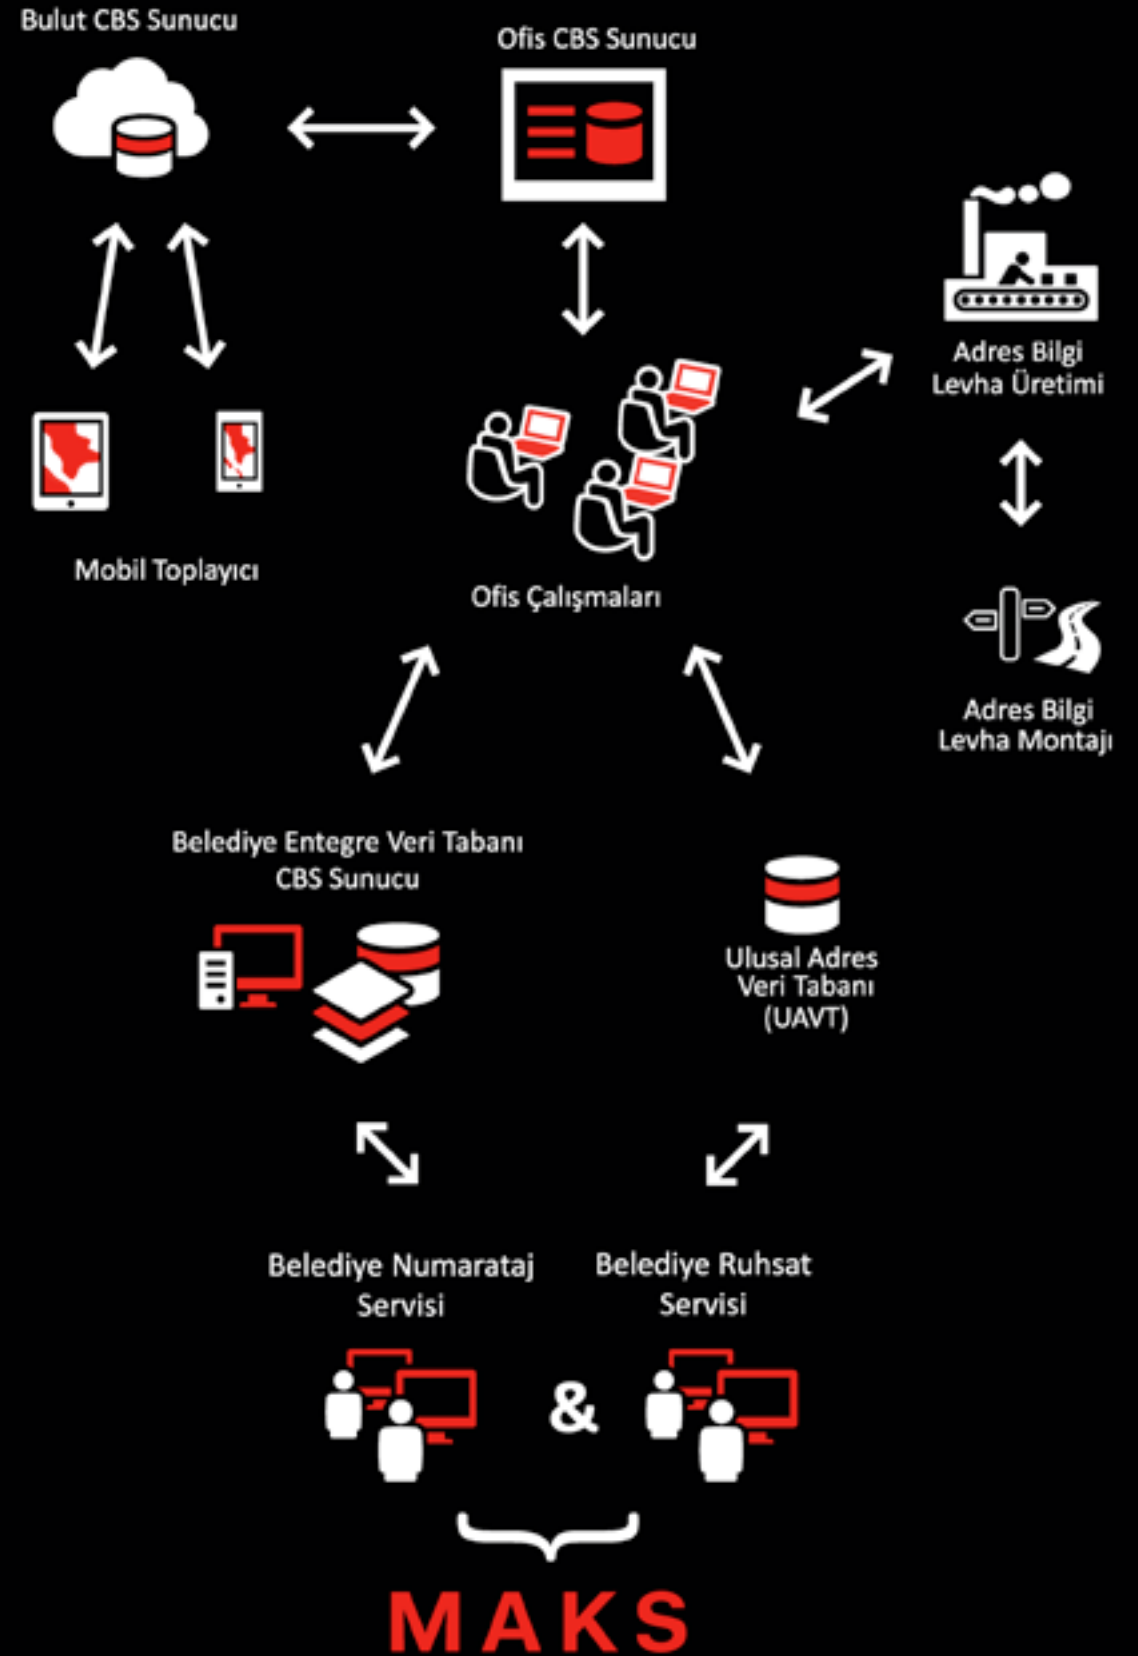 Bulut CBS Sunucu
Ofis CBS Sunucu
Adres Bilgi
Levha Üretimi
Mobil Toplayıcı
Ofis Çalışmaları
Adres Bilgi
Levha Montajı
Belediye Entegre Veri Tabanı
CBS Sunucu
Ulusal Adres
Veri Tabanı
(UAVT)
Belediye Numarataj
Servisi
&
Belediye Ruhsat
Servisi
MAKS